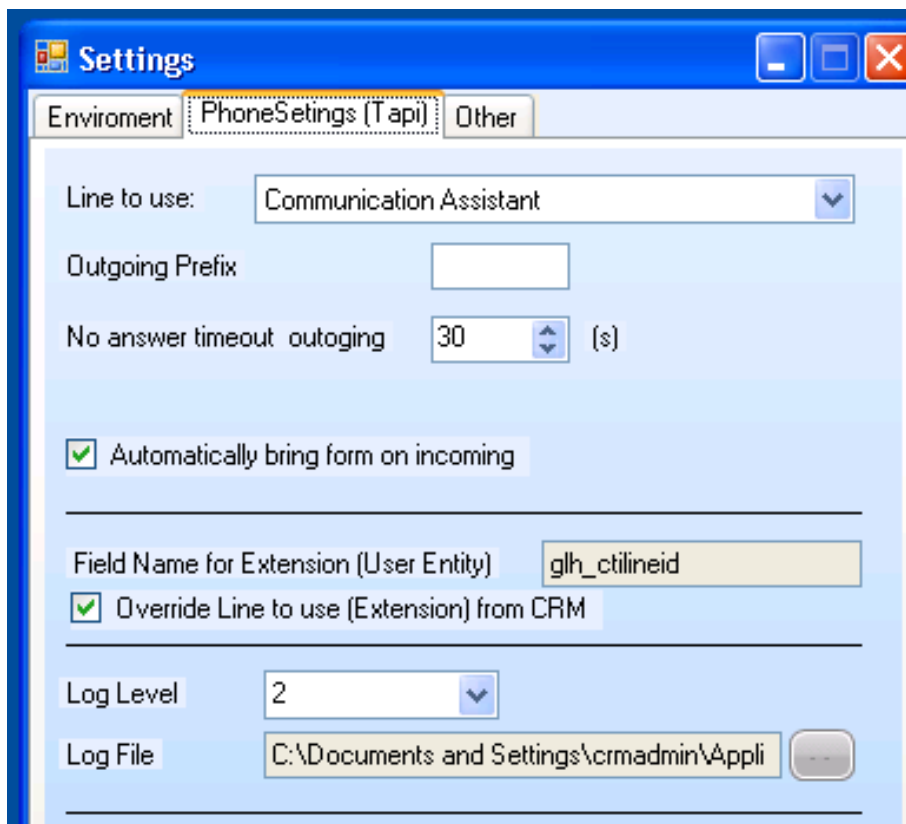 Settings
Enviroment PhoneSetings (Tapi) Other
Line to use: Communication Assistant
Outgoing Prefix
No answer timeout outoging 30 (s)
Automatically bring form on incoming
Field Name for Extension (User Entity) glh_ctilineid
Override Line to use (Extension) from CRM
Log Level 2
Log File C:\Documents and Settings\crmadmin\Appli ..